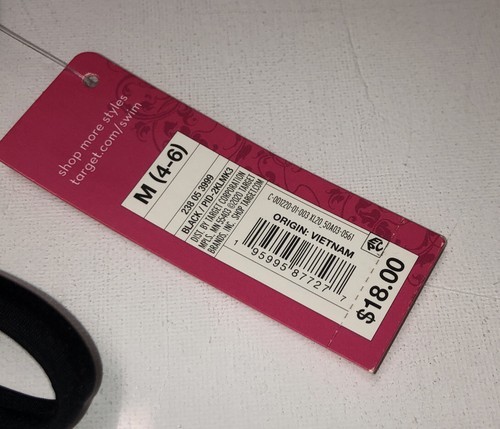 shop more styles
target.com/swim
M (4-6)
238 05 3999
BLACK / PID-2KLMK3
DIST. BY TARGET CORPORATION
MPLS, MN 55403 ©2020 TARGET
BRANDS, INC. SHOP TARGET.COM
ORIGIN: VIETNAM
1 95995 87727 7
$18.00